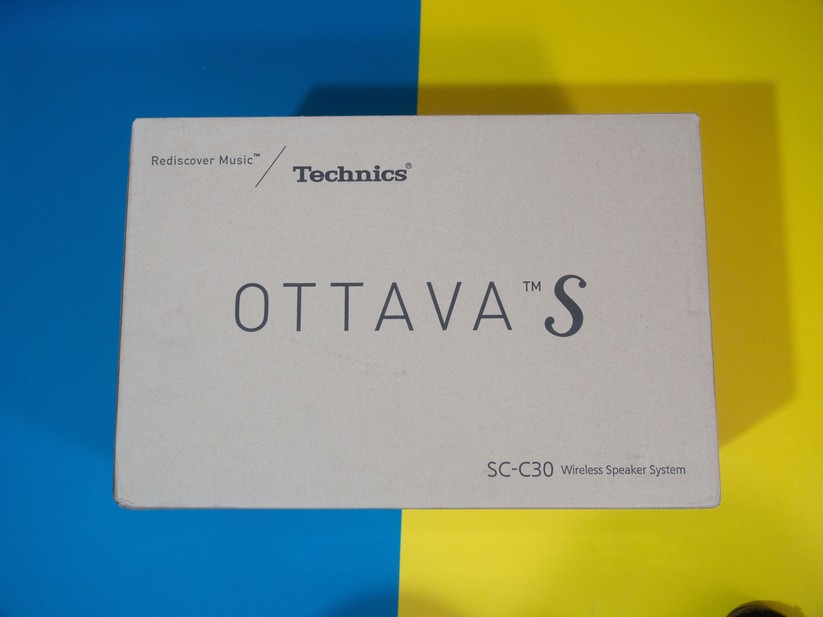 Rediscover Music™ / Technics®
OTTAVA™ S
SC-C30 Wireless Speaker System